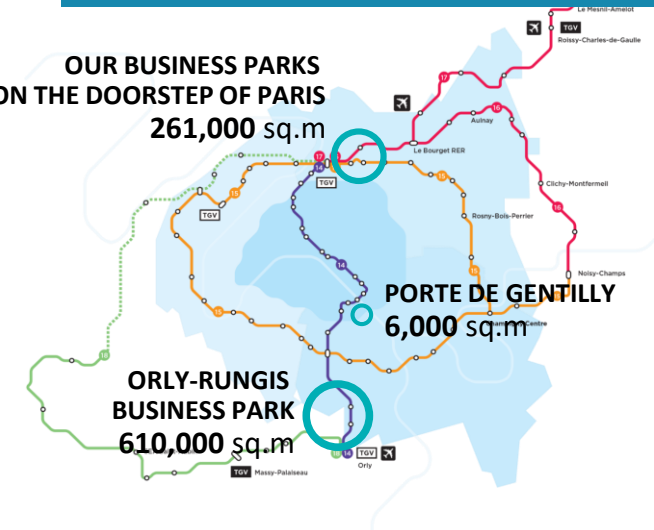 Le Mesnil-Amelot
TGV
Roissy-Charles-de-Gaulle
OUR BUSINESS PARKS
ON THE DOORSTEP OF PARIS
261,000 sq.m
17
16
Aulnay
Le Bourget RER
17
14
TGV
15
15
Clichy-Montfermeil
TGV
Rosny-Bois-Perrier
16
14
15
Noisy-Champs
PORTE DE GENTILLY
6,000 sq.m
15
18
ORLY-RUNGIS
BUSINESS PARK
610,000 sq.m
18
14
TGV
Orly
TGV
Massy-Palaiseau